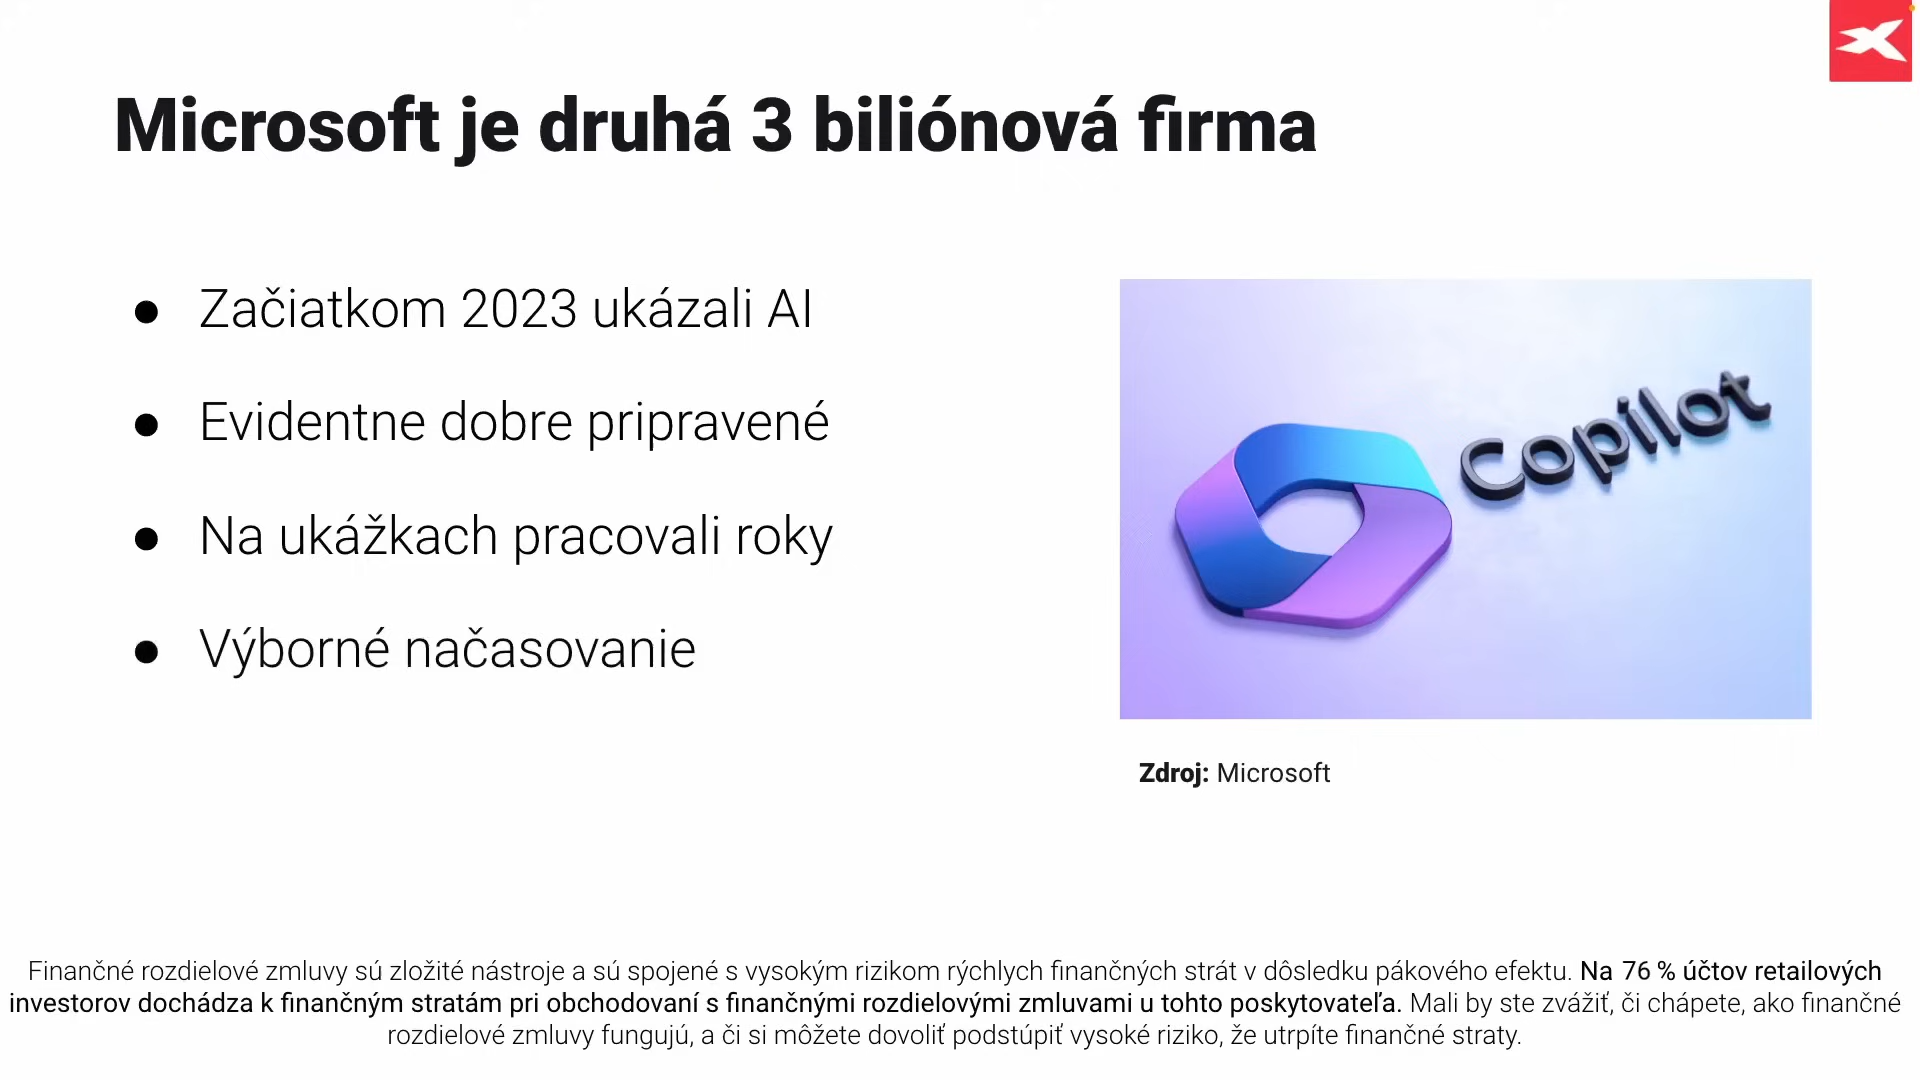 Microsoft je druhá 3 biliónová firma
● Začiatkom 2023 ukázali AI
● Evidentne dobre pripravené
● Na ukážkach pracovali roky
● Výborné načasovanie
Copilot
Zdroj: Microsoft
Finančné rozdielové zmluvy sú zložité nástroje a sú spojené s vysokým rizikom rýchlych finančných strát v dôsledku pákového efektu. Na 76 % účtov retailových
investorov dochádza k finančným stratám pri obchodovaní s finančnými rozdielovými zmluvami u tohto poskytovateľa. Mali by ste zvážiť, či chápete, ako finančné
rozdielové zmluvy fungujú, a či si môžete dovoliť podstúpiť vysoké riziko, že utrpíte finančné straty.